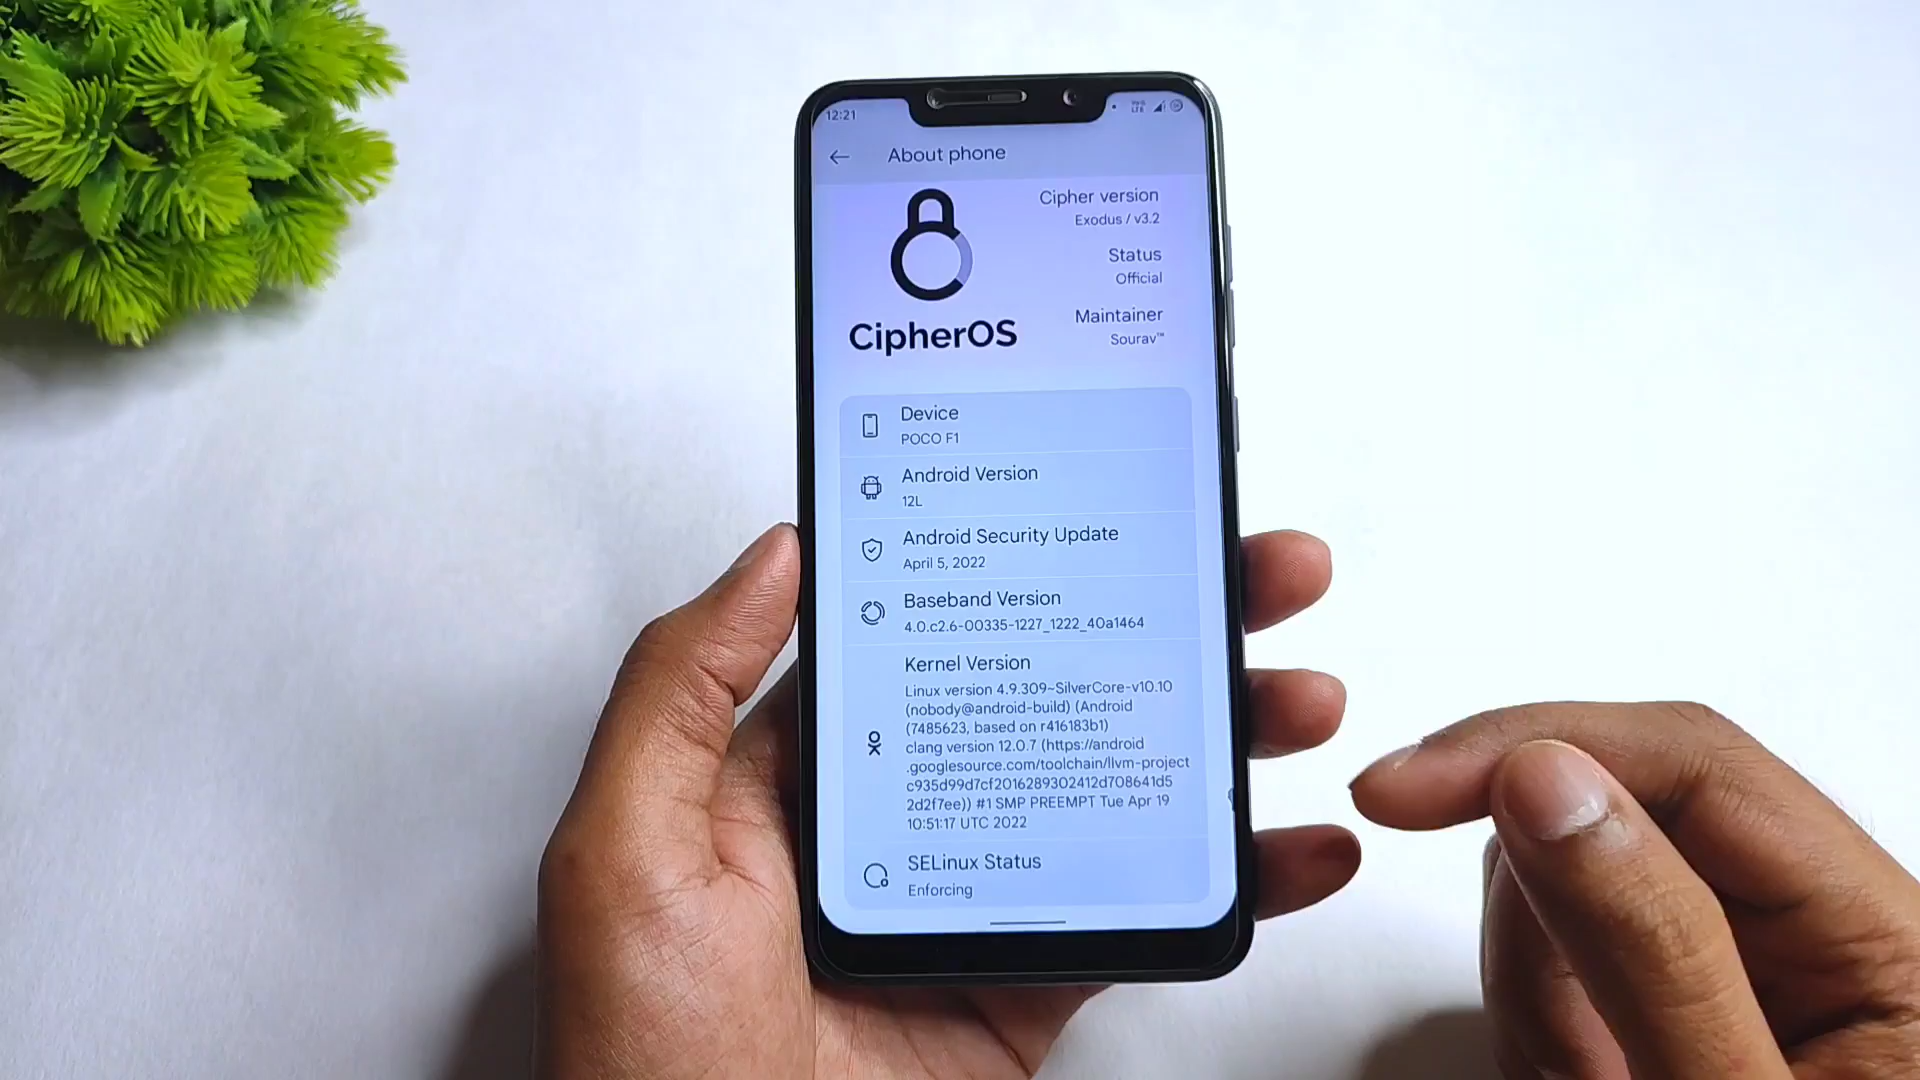 12:21
Vo LTE
About phone
Cipher version
Exodus / v3.2
Status
Official
Maintainer
Sourav™
CipherOS
Device
POCO F1
Android Version
12L
Android Security Update
April 5, 2022
Baseband Version
4.0.c2.6-00335-1227_1222_40a1464
Kernel Version
Linux version 4.9.309~SilverCore-v10.10
(nobody@android-build) (Android
(7485623, based on r416183b1)
clang version 12.0.7 (https://android
.googlesource.com/toolchain/llvm-project
c935d99d7cf2016289302412d708641d5
2d2f7ee)) #1 SMP PREEMPT Tue Apr 19
10:51:17 UTC 2022
SELinux Status
Enforcing